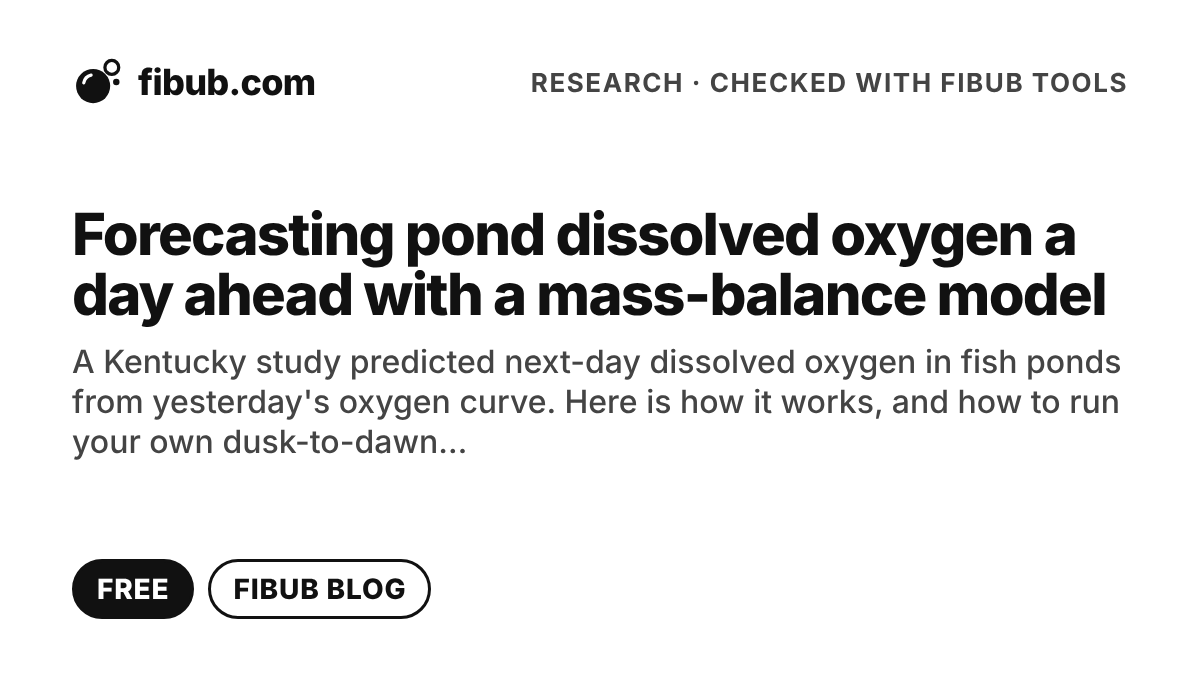 fibub.com
RESEARCH · CHECKED WITH FIBUB TOOLS
Forecasting pond dissolved oxygen a
day ahead with a mass-balance model
A Kentucky study predicted next-day dissolved oxygen in fish ponds
from yesterday's oxygen curve. Here is how it works, and how to run
your own dusk-to-dawn...
FREE
FIBUB BLOG